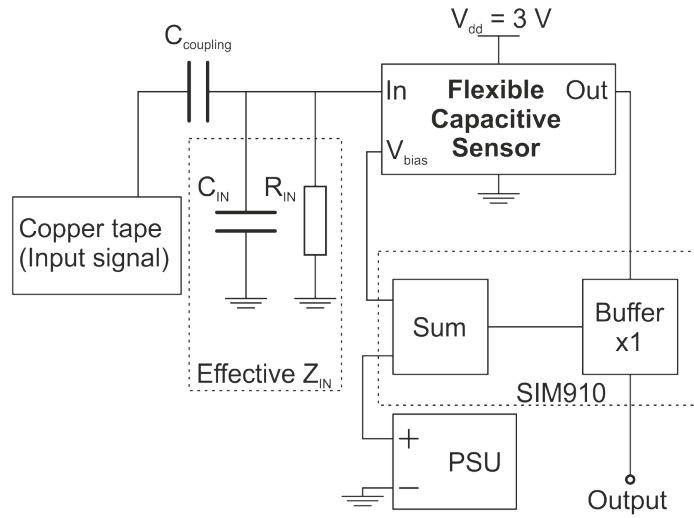 V_dd = 3 V
C_coupling
In
Flexible
Capacitive
Sensor
Out
V_bias
C_IN
R_IN
Copper tape
(Input signal)
Effective Z_IN
Sum
Buffer
x1
SIM910
+
PSU
−
Output